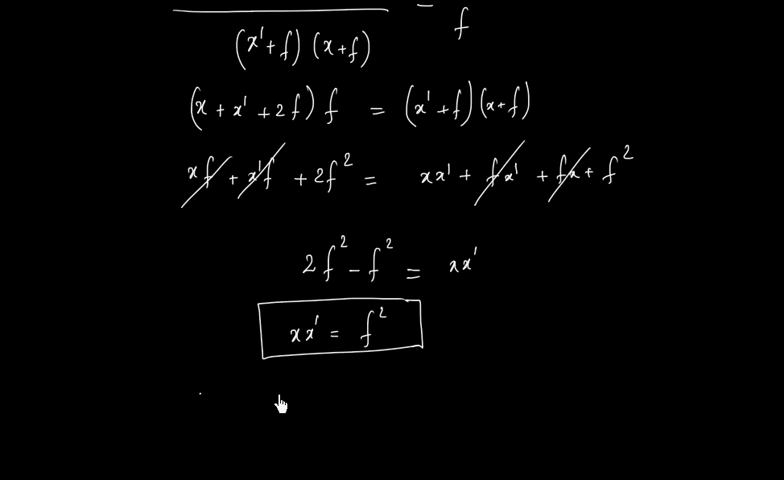 (x'+f) (x+f) = f
(x + x' + 2f) f = (x'+f)(x+f)
xf + x'f + 2f² = xx' + fx' + fx + f²
2f² - f² = xx'
xx' = f²